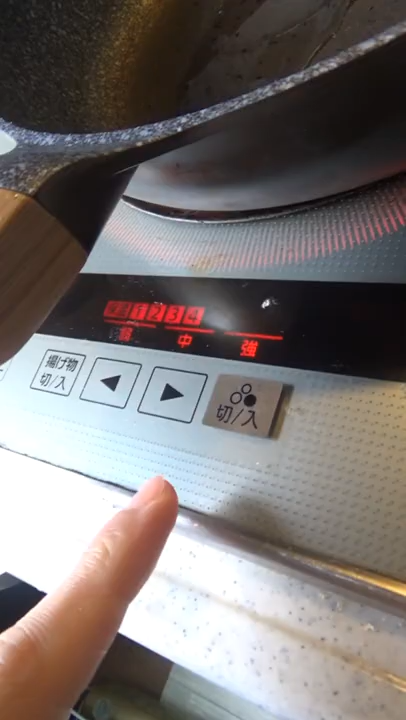 1 2 3 4
弱 中 強
揚げ物
切/入
◀ ▶
切/入